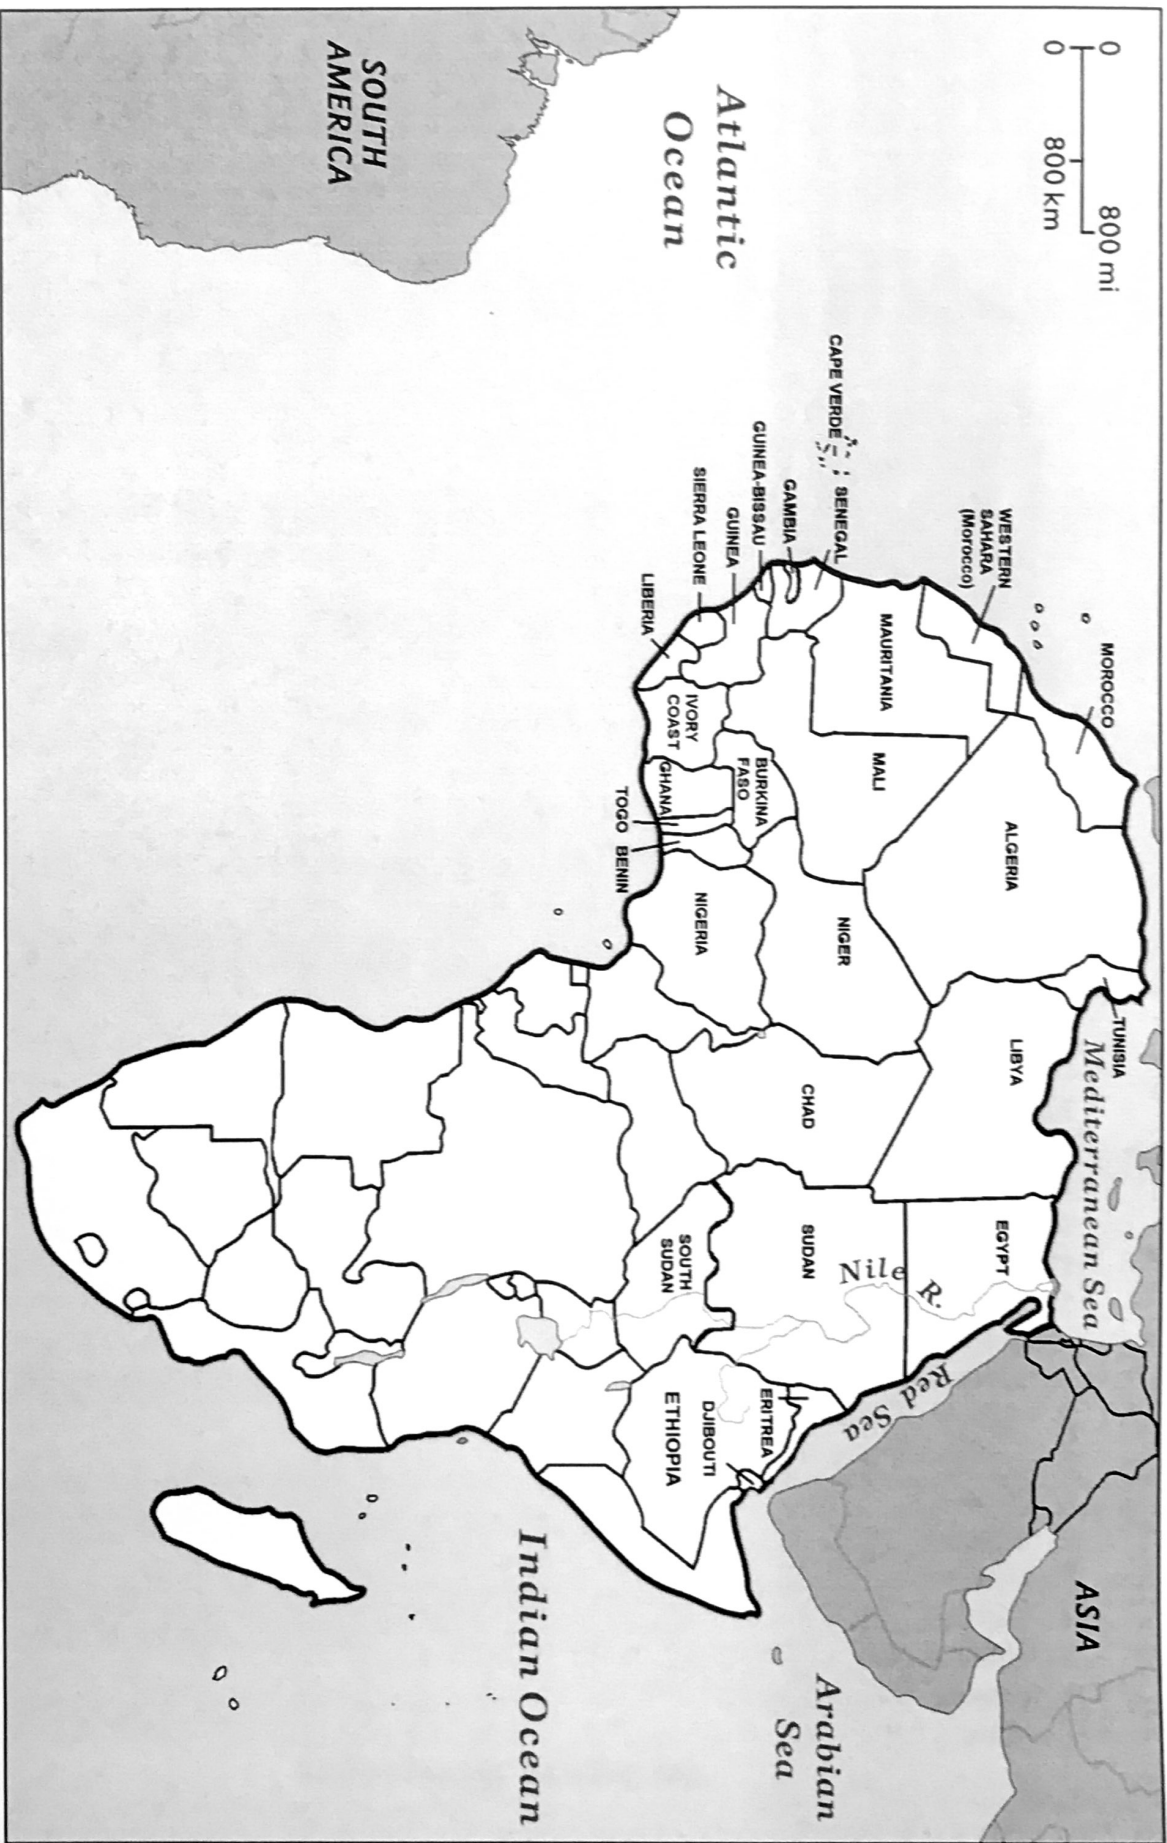 0 800 mi
0 800 km
Atlantic
Ocean
SOUTH
AMERICA
ASIA
Mediterranean Sea
Red Sea
Arabian
Sea
Indian Ocean
Nile R.
MOROCCO
WESTERN
SAHARA
(Morocco)
ALGERIA
TUNISIA
LIBYA
EGYPT
CAPE VERDE
SENEGAL
GAMBIA
GUINEA-BISSAU
GUINEA
SIERRA LEONE
LIBERIA
MAURITANIA
MALI
NIGER
CHAD
SUDAN
ERITREA
DJIBOUTI
BURKINA
FASO
IVORY
COAST
GHANA
TOGO
BENIN
NIGERIA
SOUTH
SUDAN
ETHIOPIA